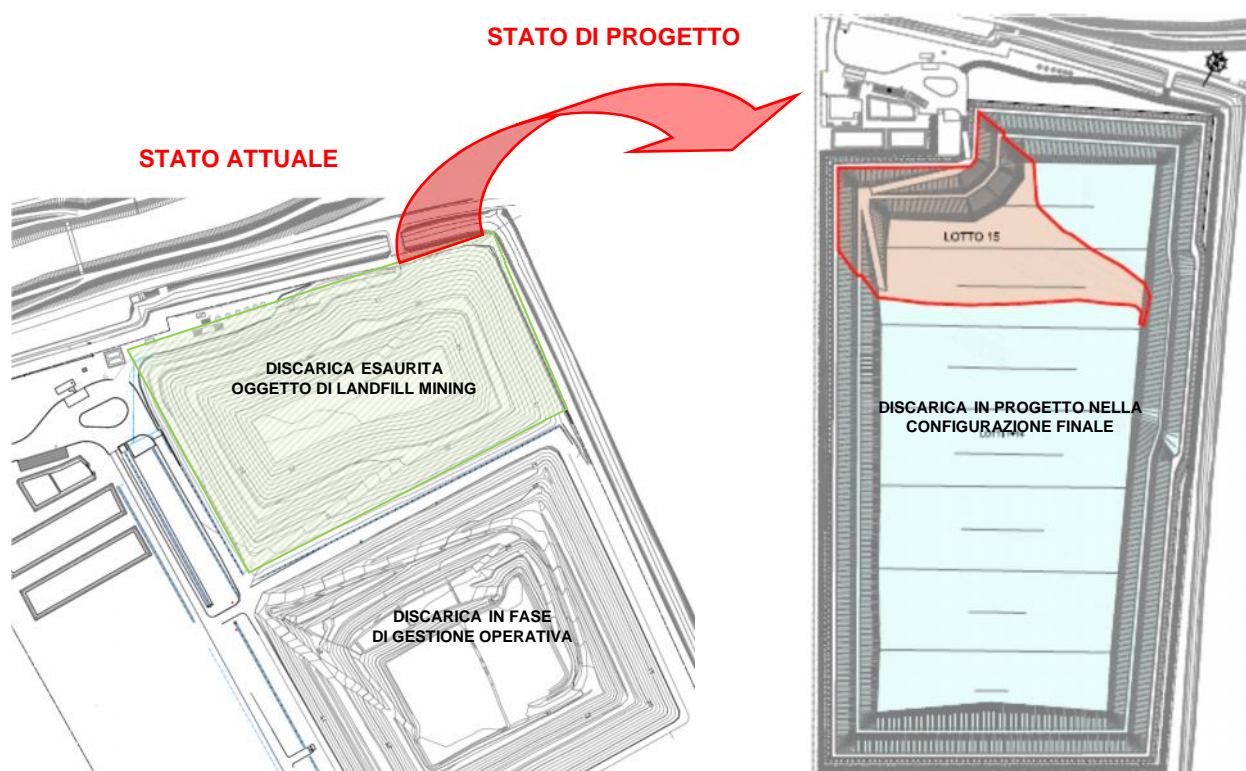 STATO DI PROGETTO
STATO ATTUALE
DISCARICA ESAURITA
OGGETTO DI LANDFILL MINING
DISCARICA IN FASE
DI GESTIONE OPERATIVA
LOTTO 15
DISCARICA IN PROGETTO NELLA
CONFIGURAZIONE FINALE